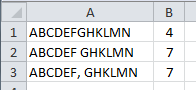 A B
1 ABCDEFGHKLMN 4
2 ABCDEF GHKLMN 7
3 ABCDEF, GHKLMN 7